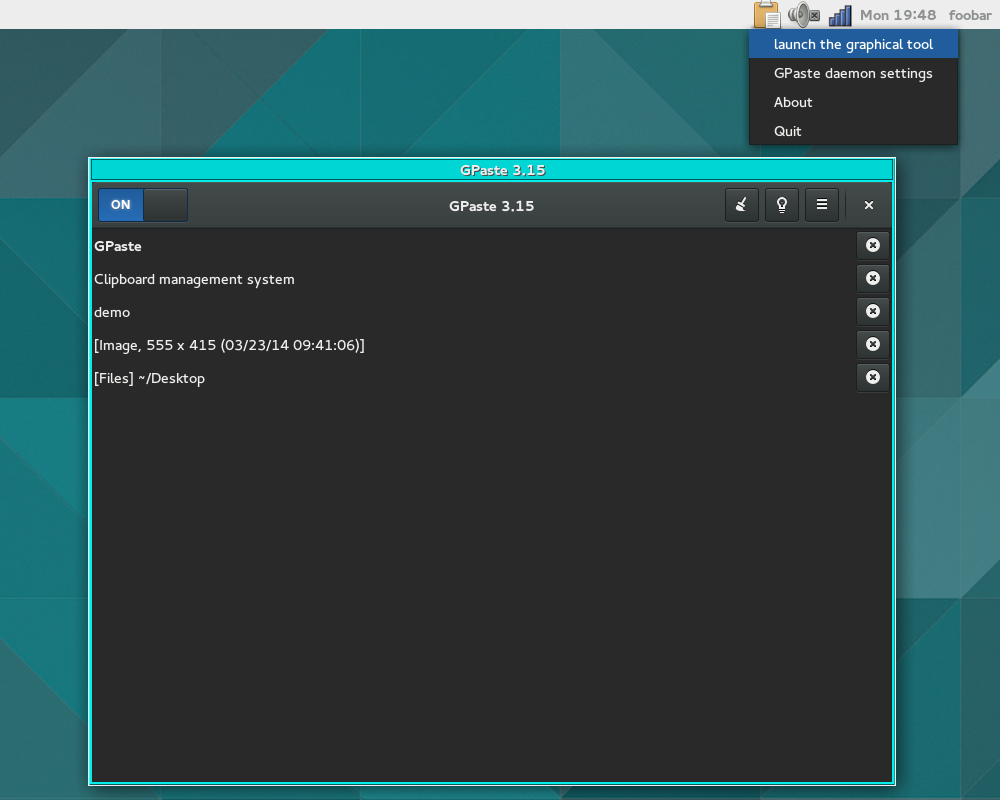 Mon 19:48 foobar
launch the graphical tool
GPaste daemon settings
About
Quit
GPaste 3.15
ON GPaste 3.15
GPaste
Clipboard management system
demo
[Image, 555 x 415 (03/23/14 09:41:06)]
[Files] ~/Desktop